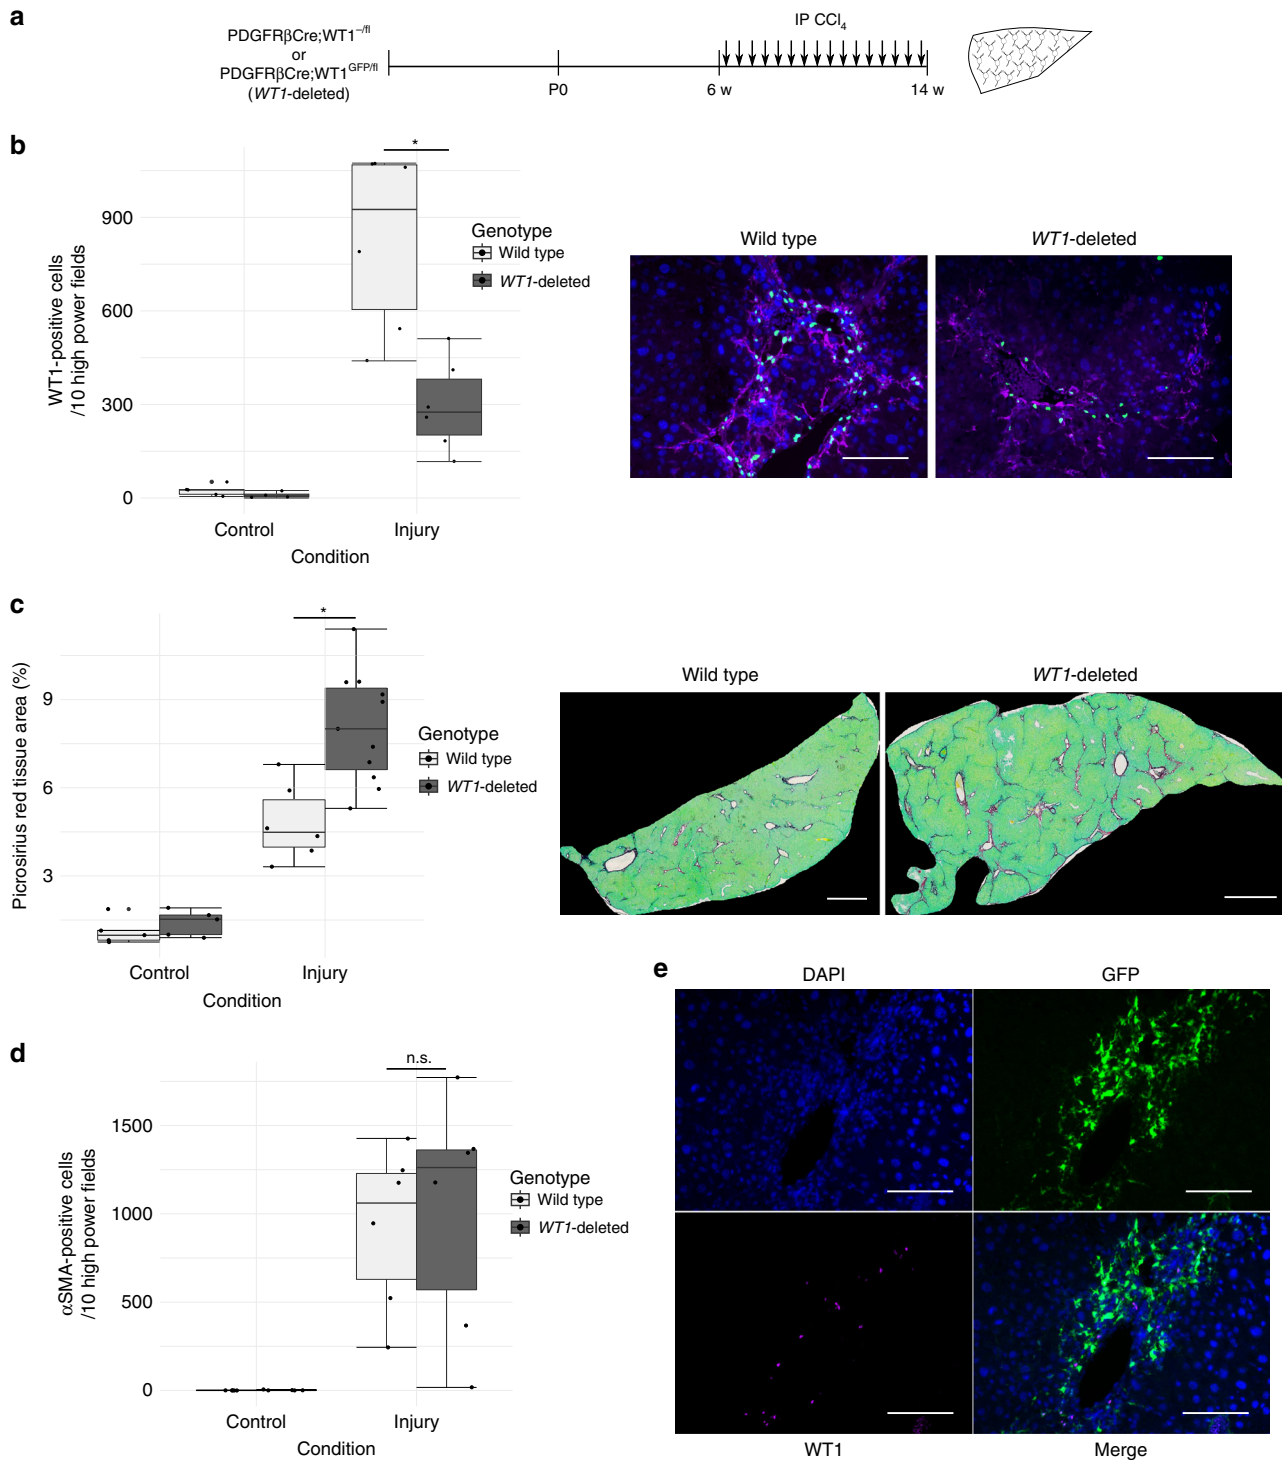 a
PDGFRβCre;WT1–/fl
or
PDGFRβCre;WT1GFP/fl
(WT1-deleted)
IP CCl4
P0
6 w
14 w
b
*
900
600
300
0
WT1-positive cells
/10 high power fields
Control
Injury
Condition
Genotype
Wild type
WT1-deleted
Wild type
WT1-deleted
c
*
9
6
3
Picrosirius red tissue area (%)
Control
Injury
Condition
Genotype
Wild type
WT1-deleted
Wild type
WT1-deleted
d
n.s.
1500
1000
500
0
αSMA-positive cells
/10 high power fields
Control
Injury
Condition
Genotype
Wild type
WT1-deleted
e
DAPI
GFP
WT1
Merge